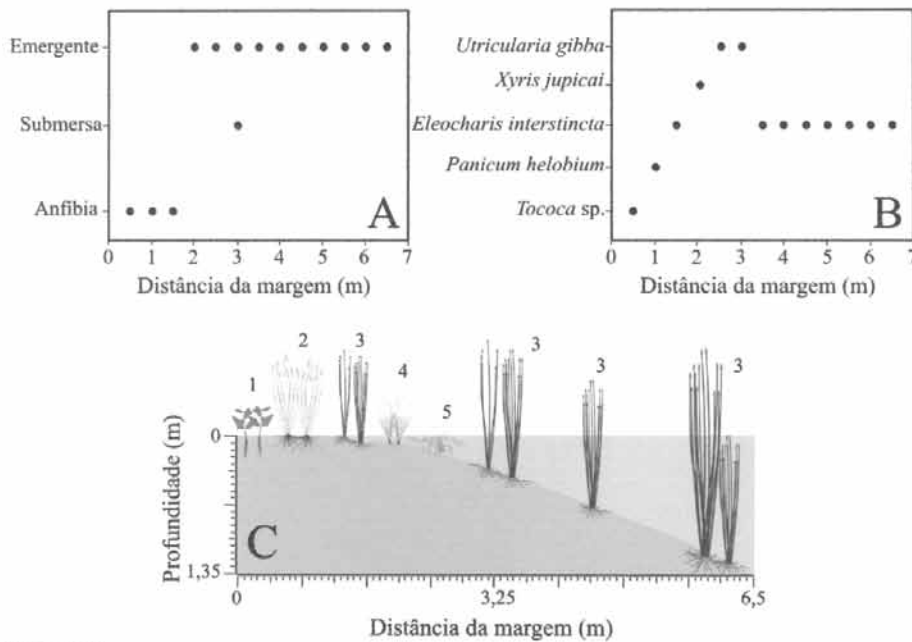 Emergente
Submersa
Anfíbia
A
0 1 2 3 4 5 6 7
Distância da margem (m)
Utricularia gibba
Xyris jupicai
Eleocharis interstincta
Panicum helobium
Tococa sp.
B
0 1 2 3 4 5 6 7
Distância da margem (m)
1 2 3 4 5 3 3 3
Profundidade (m)
0
1,35
C
0 3,25 6,5
Distância da margem (m)